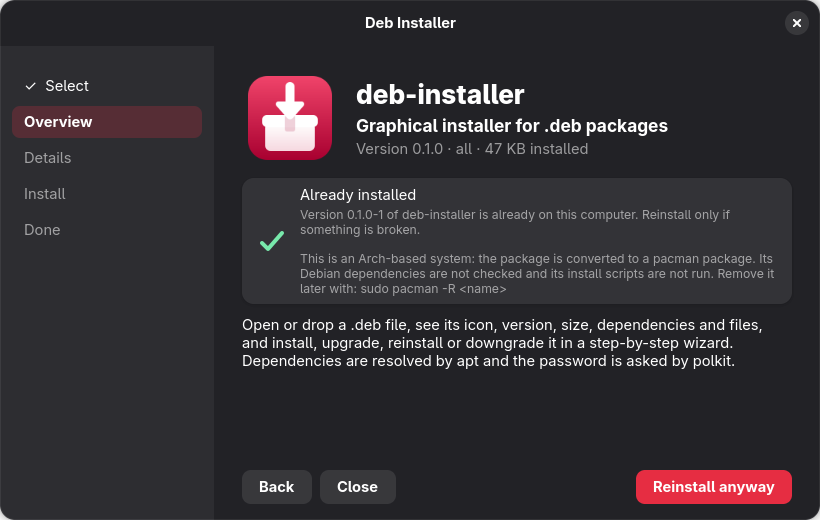 Deb Installer
Select
Overview
Details
Install
Done
deb-installer
Graphical installer for .deb packages
Version 0.1.0 · all · 47 KB installed
Already installed
Version 0.1.0-1 of deb-installer is already on this computer. Reinstall only if
something is broken.
This is an Arch-based system: the package is converted to a pacman package. Its
Debian dependencies are not checked and its install scripts are not run. Remove it
later with: sudo pacman -R <name>
Open or drop a .deb file, see its icon, version, size, dependencies and files,
and install, upgrade, reinstall or downgrade it in a step-by-step wizard.
Dependencies are resolved by apt and the password is asked by polkit.
Back
Close
Reinstall anyway